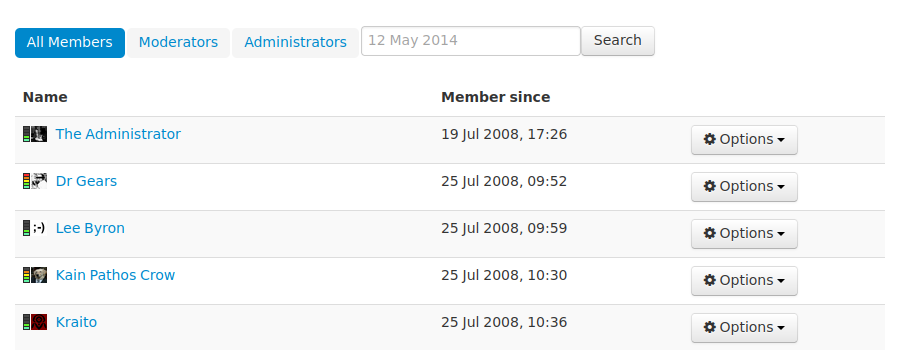 All Members Moderators Administrators 12 May 2014 Search
Name Member since
The Administrator 19 Jul 2008, 17:26 Options
Dr Gears 25 Jul 2008, 09:52 Options
;-) Lee Byron 25 Jul 2008, 09:59 Options
Kain Pathos Crow 25 Jul 2008, 10:30 Options
Kraito 25 Jul 2008, 10:36 Options